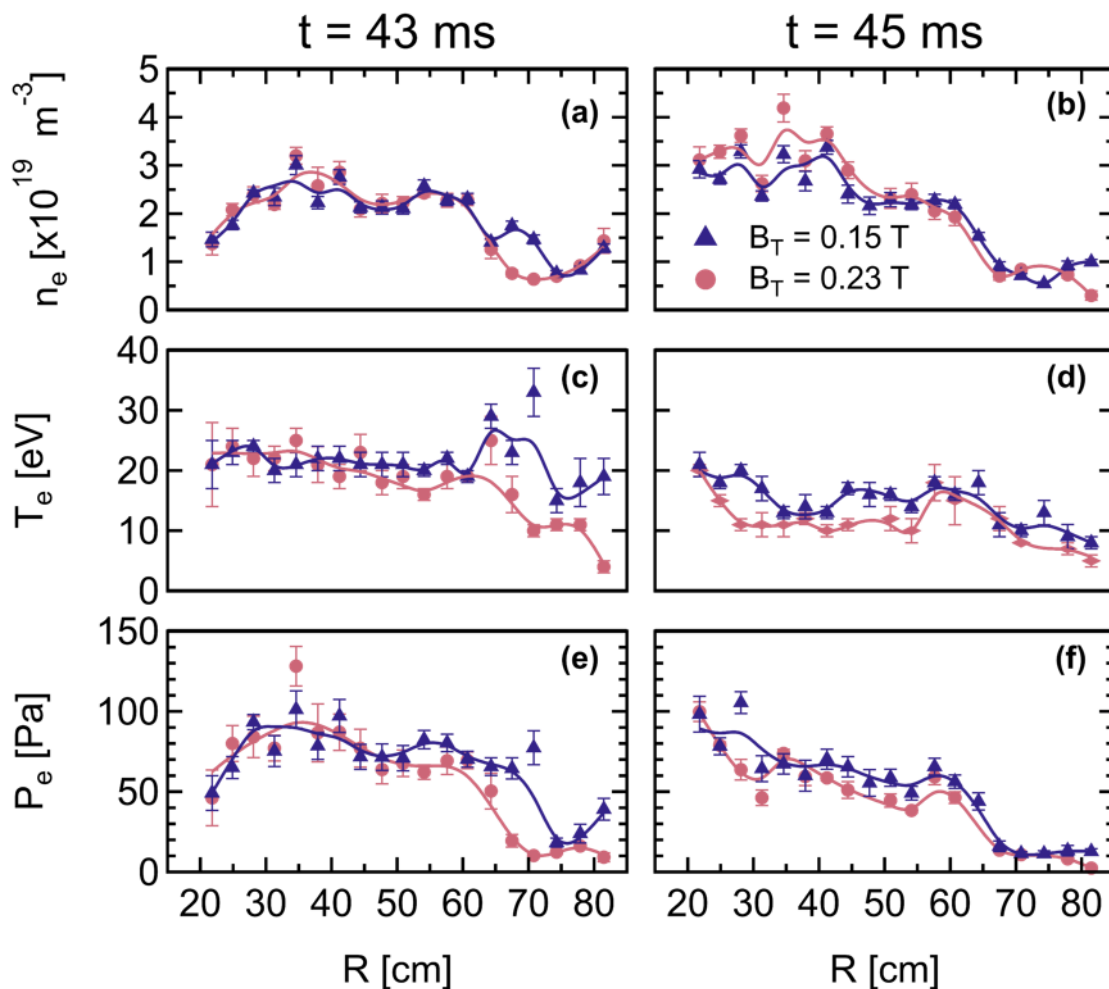 t = 43 ms
t = 45 ms
n_e [x10^19 m^-3]
5
4
3
2
1
0
(a)
(b)
B_T = 0.15 T
B_T = 0.23 T
T_e [eV]
40
30
20
10
0
(c)
(d)
P_e [Pa]
150
100
50
0
(e)
(f)
20 30 40 50 60 70 80
20 30 40 50 60 70 80
R [cm]
R [cm]